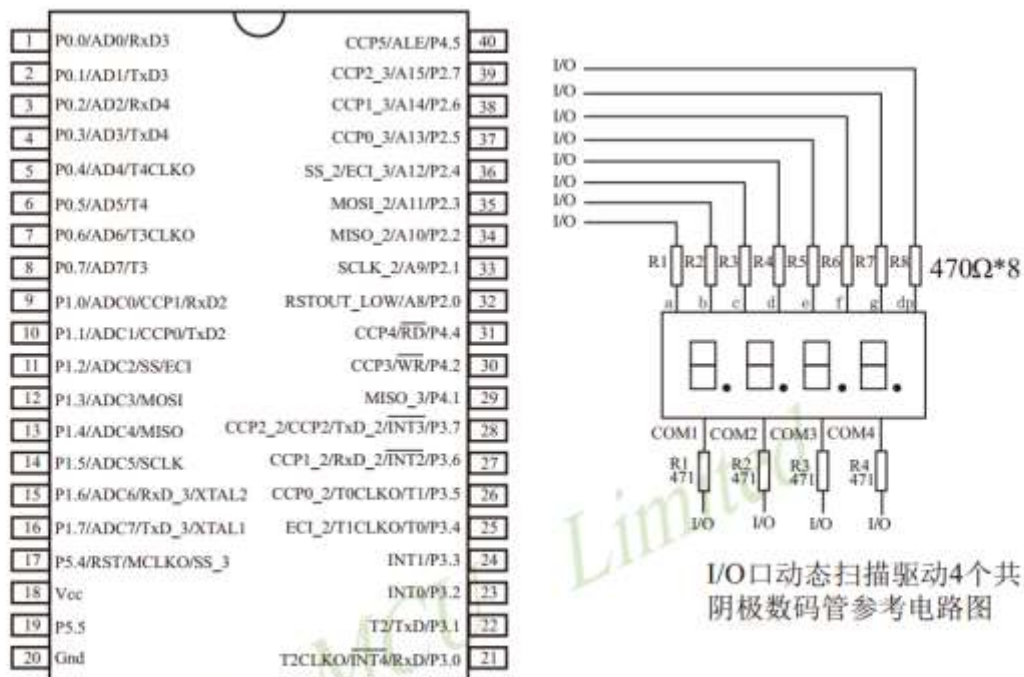 1 P0.0/AD0/RxD3
2 P0.1/AD1/TxD3
3 P0.2/AD2/RxD4
4 P0.3/AD3/TxD4
5 P0.4/AD4/T4CLKO
6 P0.5/AD5/T4
7 P0.6/AD6/T3CLKO
8 P0.7/AD7/T3
9 P1.0/ADC0/CCP1/RxD2
10 P1.1/ADC1/CCP0/TxD2
11 P1.2/ADC2/SS/ECI
12 P1.3/ADC3/MOSI
13 P1.4/ADC4/MISO
14 P1.5/ADC5/SCLK
15 P1.6/ADC6/RxD_3/XTAL2
16 P1.7/ADC7/TxD_3/XTAL1
17 P5.4/RST/MCLKO/SS_3
18 Vcc
19 P5.5
20 Gnd
CCP5/ALE/P4.5 40
CCP2_3/A15/P2.7 39
CCP1_3/A14/P2.6 38
CCP0_3/A13/P2.5 37
SS_2/ECI_3/A12/P2.4 36
MOSI_2/A11/P2.3 35
MISO_2/A10/P2.2 34
SCLK_2/A9/P2.1 33
RSTOUT_LOW/A8/P2.0 32
CCP4/RD/P4.4 31
CCP3/WR/P4.2 30
MISO_3/P4.1 29
CCP2_2/CCP2/TxD_2/INT3/P3.7 28
CCP1_2/RxD_2/INT2/P3.6 27
CCP0_2/T0CLKO/T1/P3.5 26
ECI_2/T1CLKO/T0/P3.4 25
INT1/P3.3 24
INT0/P3.2 23
T2/TxD/P3.1 22
T2CLKO/INT4/RxD/P3.0 21
I/O
I/O
I/O
I/O
I/O
I/O
I/O
I/O
R1 R2 R3 R4 R5 R6 R7 R8 470Ω*8
a b c d e f g dp
COM1 COM2 COM3 COM4
R1 R2 R3 R4
471 471 471 471
I/O I/O I/O I/O
I/O口动态扫描驱动4个共
阴极数码管参考电路图
MCU Limited